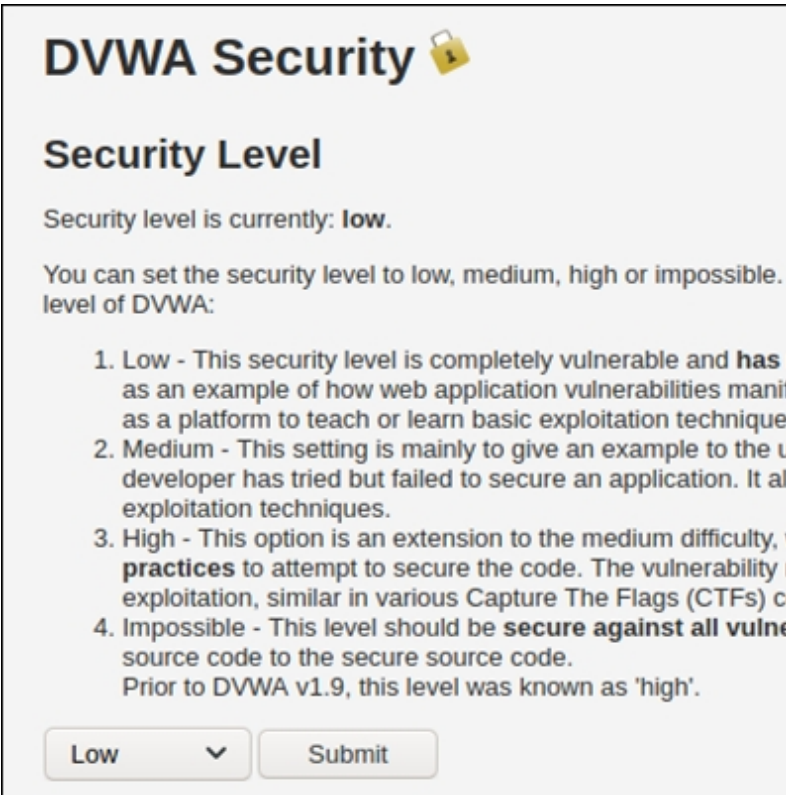 DVWA Security
Security Level
Security level is currently: low.
You can set the security level to low, medium, high or impossible.
level of DVWA:
1. Low - This security level is completely vulnerable and has
as an example of how web application vulnerabilities
as a platform to teach or learn basic exploitation
2. Medium - This setting is mainly to give an example to the
developer has tried but failed to secure an application. It
exploitation techniques.
3. High - This option is an extension to the medium difficulty,
practices to attempt to secure the code. The vulnerability
exploitation, similar in various Capture The Flags (CTFs)
4. Impossible - This level should be secure against all
source code to the secure source code.
Prior to DVWA v1.9, this level was known as 'high'.
Low Submit